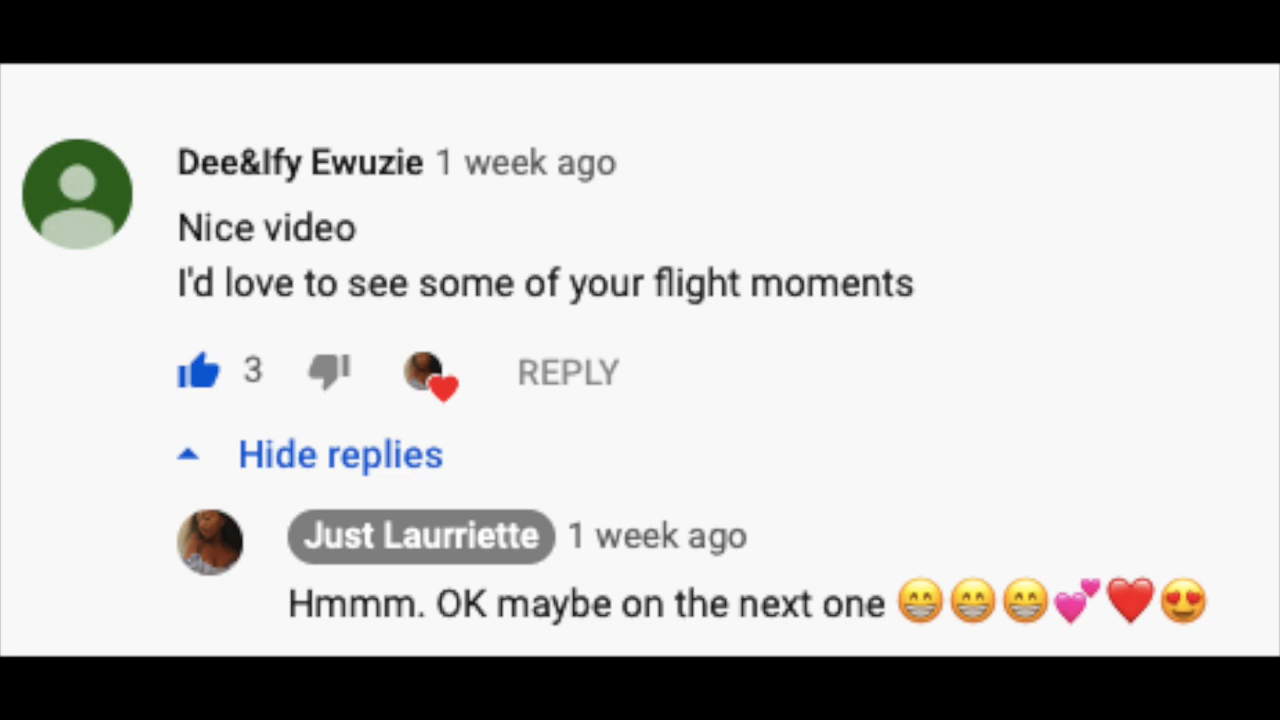 Dee&Ify Ewuzie 1 week ago
Nice video
I'd love to see some of your flight moments
3 REPLY
Hide replies
Just Laurriette 1 week ago
Hmmm. OK maybe on the next one 😁😁😁💕❤️😍